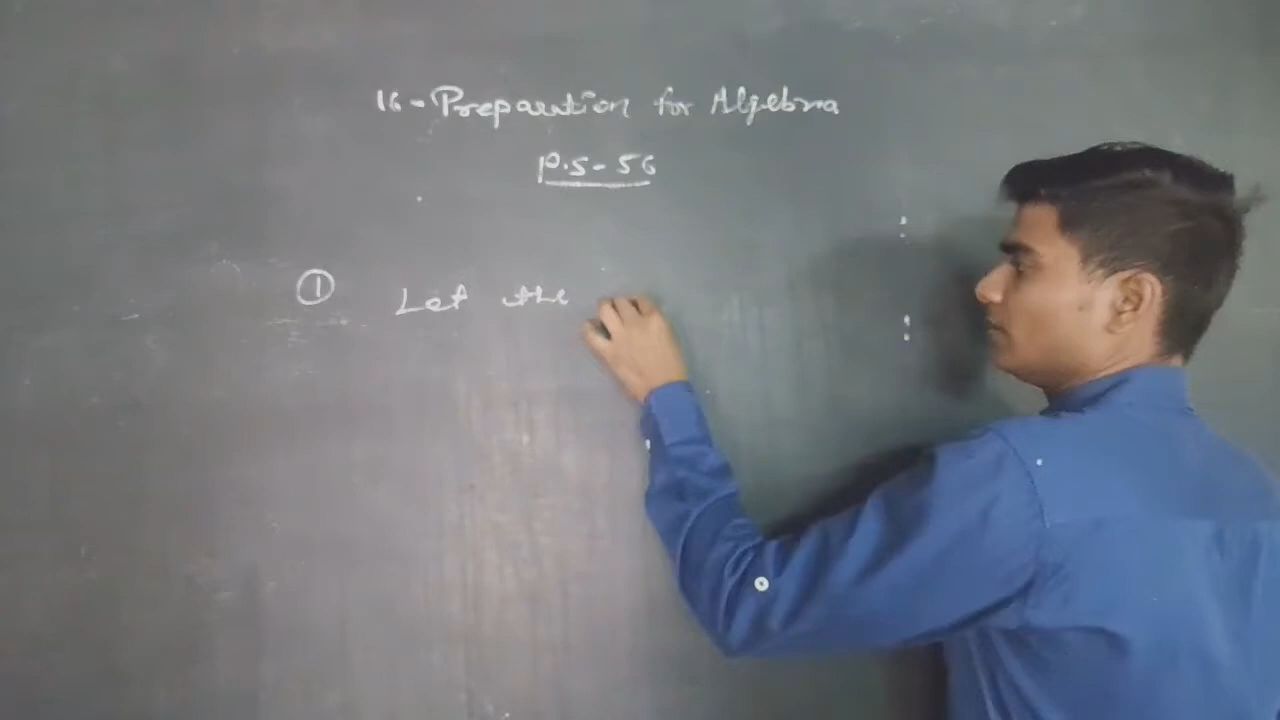 16-Preparation for Algebra
P.S-56
① Let the